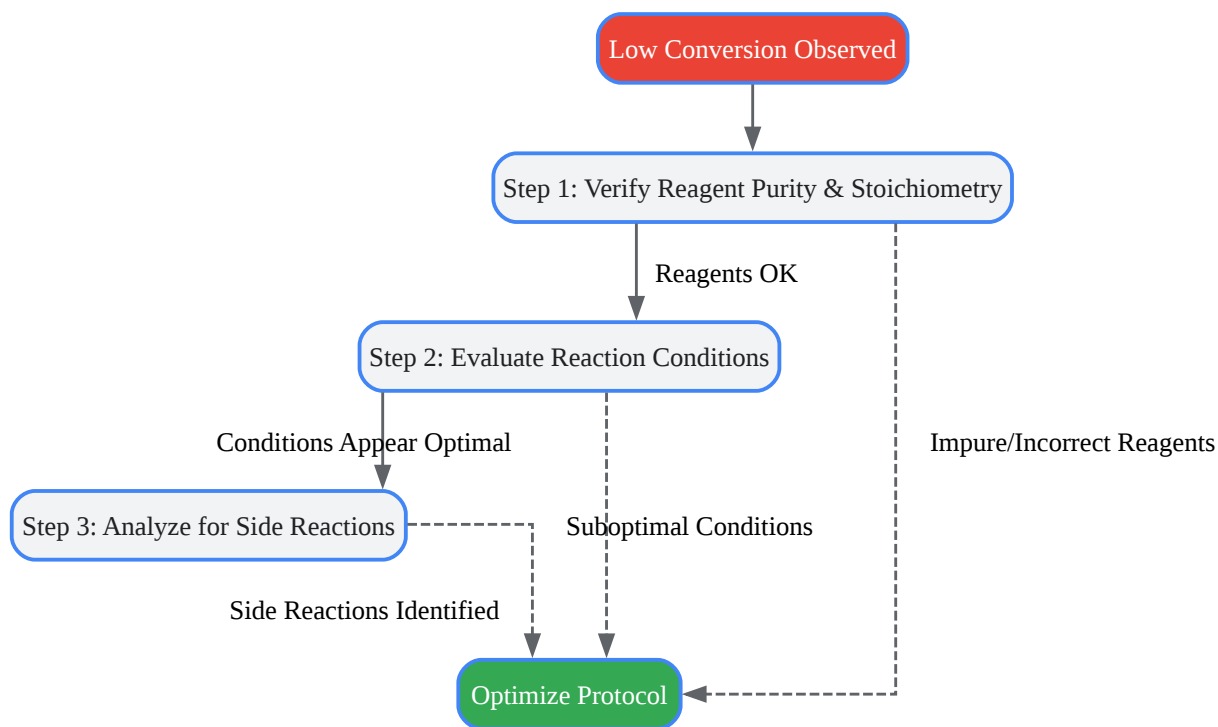 Low Conversion Observed
Step 1: Verify Reagent Purity & Stoichiometry
Reagents OK
Step 2: Evaluate Reaction Conditions
Conditions Appear Optimal
Impure/Incorrect Reagents
Step 3: Analyze for Side Reactions
Suboptimal Conditions
Side Reactions Identified
Optimize Protocol